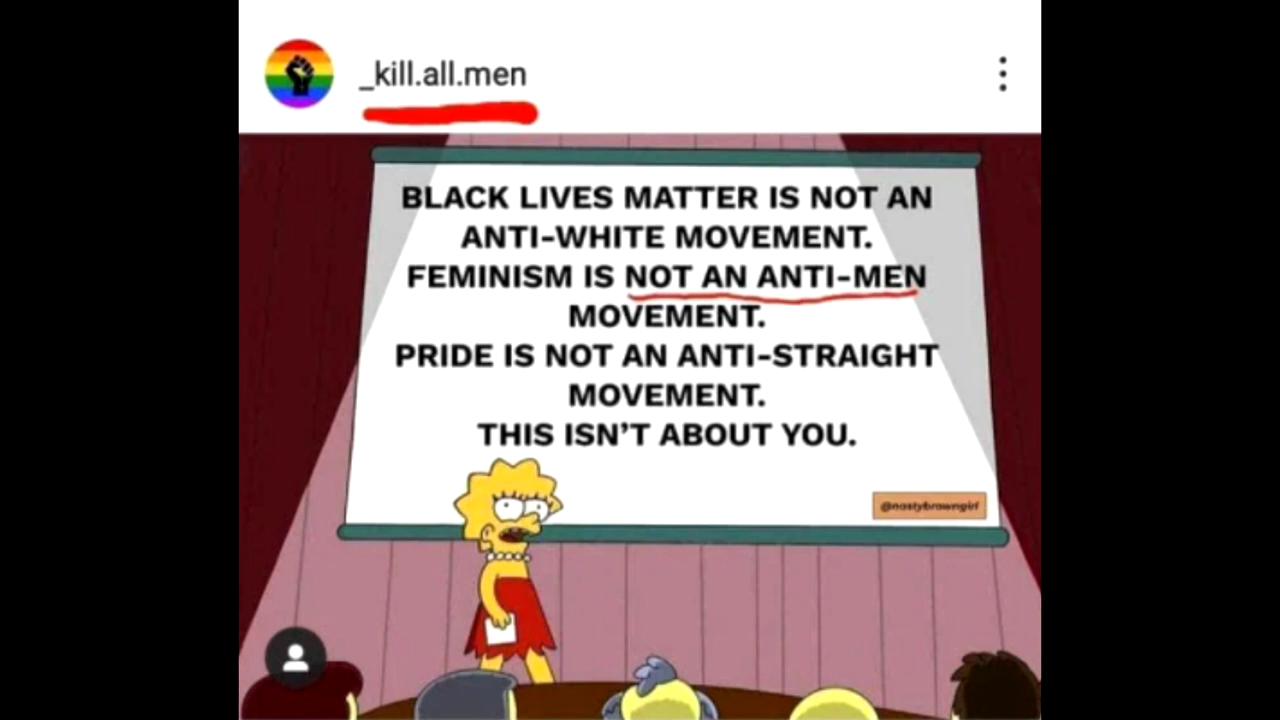 _kill.all.men
BLACK LIVES MATTER IS NOT AN
ANTI-WHITE MOVEMENT.
FEMINISM IS NOT AN ANTI-MEN
MOVEMENT.
PRIDE IS NOT AN ANTI-STRAIGHT
MOVEMENT.
THIS ISN'T ABOUT YOU.
@nastybrowngirl